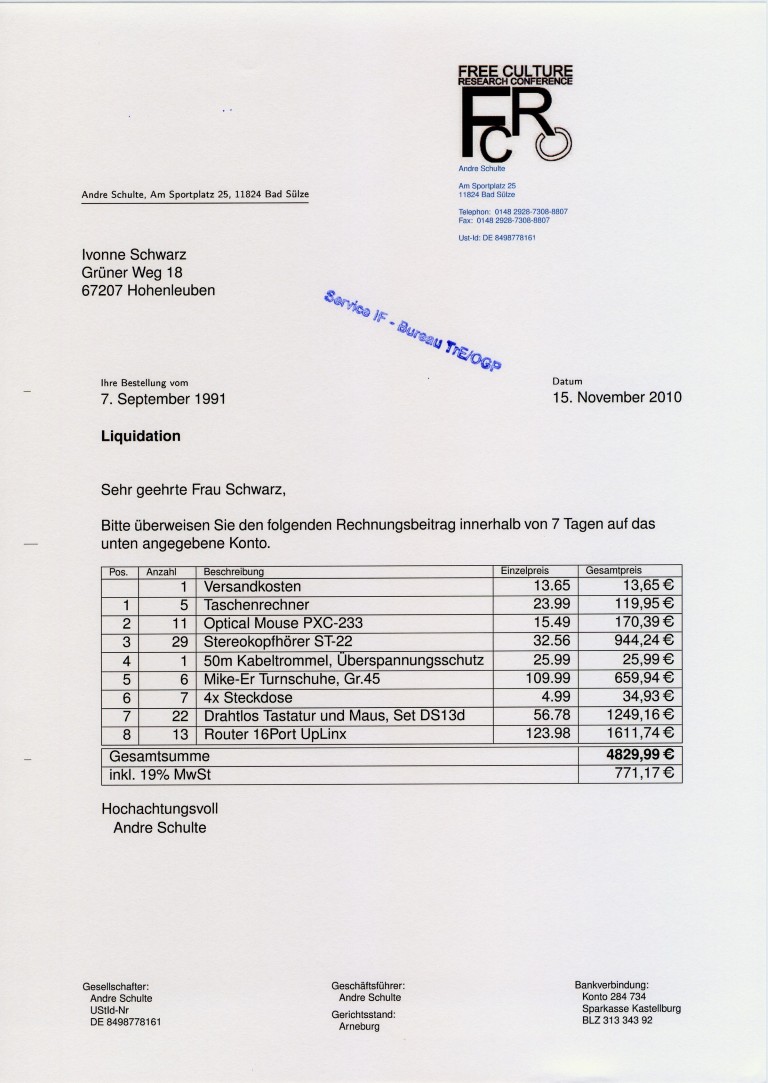 FREE CULTURE
RESEARCH CONFERENCE
FCRC
Andre Schulte
Am Sportplatz 25
11824 Bad Sülze
Telephon: 0148 2928-7308-8807
Fax: 0148 2928-7308-8807
Ust-Id: DE 8498778161
Andre Schulte, Am Sportplatz 25, 11824 Bad Sülze
Ivonne Schwarz
Grüner Weg 18
67207 Hohenleuben
Service IF - Bureau TrE/OGP
Ihre Bestellung vom
7. September 1991
Datum
15. November 2010
Liquidation
Sehr geehrte Frau Schwarz,
Bitte überweisen Sie den folgenden Rechnungsbeitrag innerhalb von 7 Tagen auf das
unten angegebene Konto.
Pos. Anzahl Beschreibung Einzelpreis Gesamtpreis
1 Versandkosten 13.65 13,65 €
1 5 Taschenrechner 23.99 119,95 €
2 11 Optical Mouse PXC-233 15.49 170,39 €
3 29 Stereokopfhörer ST-22 32.56 944,24 €
4 1 50m Kabeltrommel, Überspannungsschutz 25.99 25,99 €
5 6 Mike-Er Turnschuhe, Gr.45 109.99 659,94 €
6 7 4x Steckdose 4.99 34,93 €
7 22 Drahtlos Tastatur und Maus, Set DS13d 56.78 1249,16 €
8 13 Router 16Port UpLinx 123.98 1611,74 €
Gesamtsumme 4829,99 €
inkl. 19% MwSt 771,17 €
Hochachtungsvoll
Andre Schulte
Gesellschafter:
Andre Schulte
UStId-Nr
DE 8498778161
Geschäftsführer:
Andre Schulte
Gerichtsstand:
Arneburg
Bankverbindung:
Konto 284 734
Sparkasse Kastellburg
BLZ 313 343 92